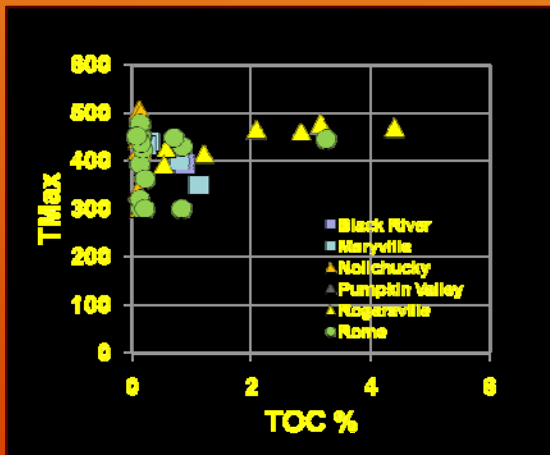 600
500
400
300
200
100
0
TMax
Black River
Maryville
Nolichucky
Pumpkin Valley
Rogersville
Rome
0 2 4 6
TOC %